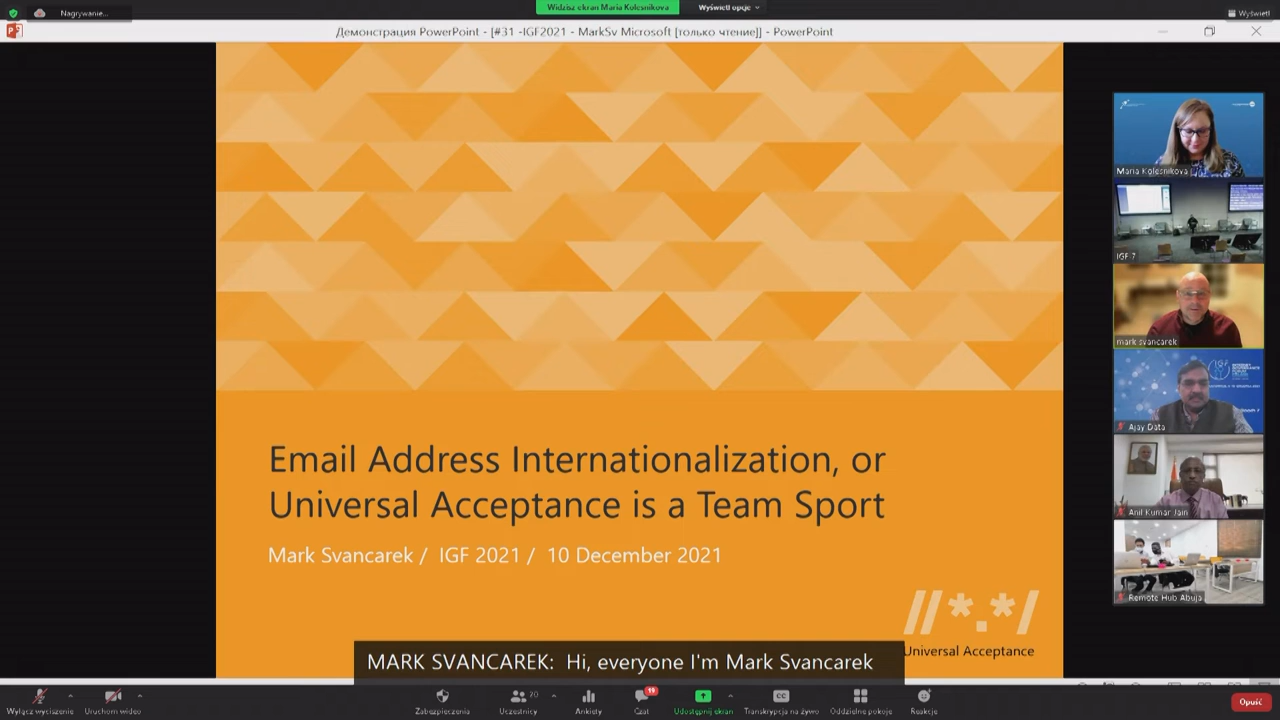 Nagrywanie...
Widzisz ekran Maria Kolesnikova
Wyświetl opcje
Wyświetl
Демонстрация PowerPoint - [#31 -IGF2021 - MarkSv Microsoft [только чтение]] - PowerPoint
Maria Kolesnikova
IGF 7
mark svancarek
IGF
Ajay Data
Anil Kumar Jain
Remote Hub Abuja
Email Address Internationalization, or
Universal Acceptance is a Team Sport
Mark Svancarek / IGF 2021 / 10 December 2021
//*.*/
Universal Acceptance
MARK SVANCAREK: Hi, everyone I'm Mark Svancarek
Wyłącz wyciszenie
Uruchom wideo
Zabezpieczenia
20
Uczestnicy
Ankiety
19
Czat
Udostępnij ekran
CC
Transkrypcja na żywo
Oddzielne pokoje
Reakcje
Opuść